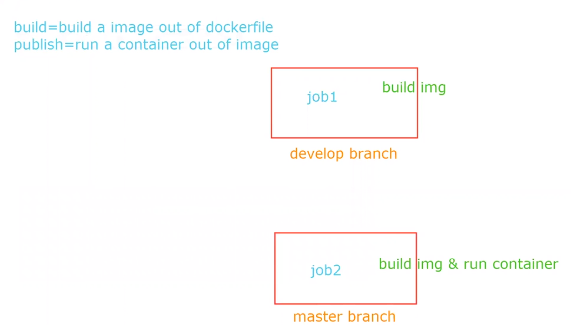 build=build a image out of dockerfile
publish=run a container out of image
job1
build img
develop branch
job2
build img & run container
master branch